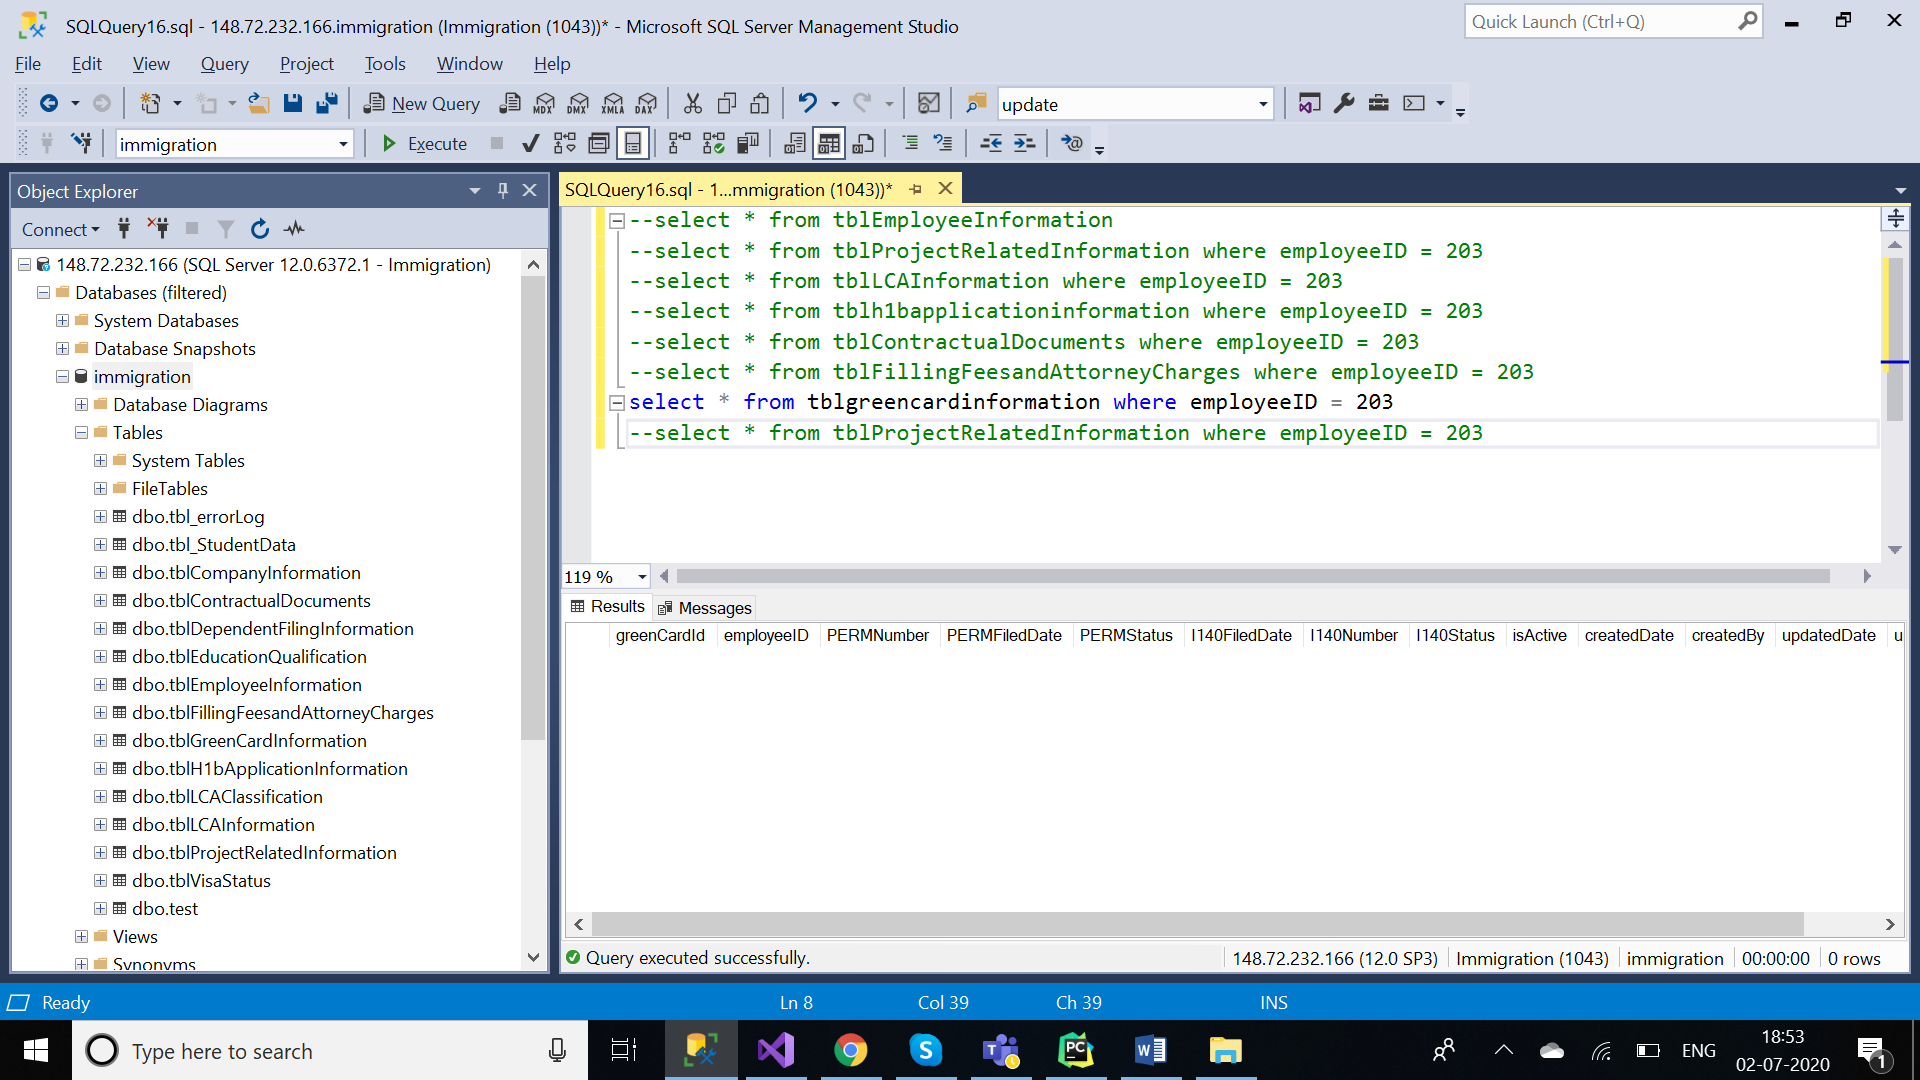 SQLQuery16.sql - 148.72.232.166.immigration (Immigration (1043))* - Microsoft SQL Server Management Studio
Quick Launch (Ctrl+Q)
File Edit View Query Project Tools Window Help
New Query
MDX DMX XMLA DAX
update
immigration
Execute
Object Explorer
Connect
148.72.232.166 (SQL Server 12.0.6372.1 - Immigration)
Databases (filtered)
System Databases
Database Snapshots
immigration
Database Diagrams
Tables
System Tables
FileTables
dbo.tbl_errorLog
dbo.tbl_StudentData
dbo.tblCompanyInformation
dbo.tblContractualDocuments
dbo.tblDependentFilingInformation
dbo.tblEducationQualification
dbo.tblEmployeeInformation
dbo.tblFillingFeesandAttorneyCharges
dbo.tblGreenCardInformation
dbo.tblH1bApplicationInformation
dbo.tblLCAClassification
dbo.tblLCAInformation
dbo.tblProjectRelatedInformation
dbo.tblVisaStatus
dbo.test
Views
Synonyms
SQLQuery16.sql - 1...mmigration (1043))*
--select * from tblEmployeeInformation
--select * from tblProjectRelatedInformation where employeeID = 203
--select * from tblLCAInformation where employeeID = 203
--select * from tblh1bapplicationinformation where employeeID = 203
--select * from tblContractualDocuments where employeeID = 203
--select * from tblFillingFeesandAttorneyCharges where employeeID = 203
select * from tblgreencardinformation where employeeID = 203
--select * from tblProjectRelatedInformation where employeeID = 203
119 %
Results Messages
greenCardId employeeID PERMNumber PERMFiledDate PERMStatus I140FiledDate I140Number I140Status isActive createdDate createdBy updatedDate u
Query executed successfully. 148.72.232.166 (12.0 SP3) Immigration (1043) immigration 00:00:00 0 rows
Ready Ln 8 Col 39 Ch 39 INS
Type here to search
PC
ENG
18:53
02-07-2020
1